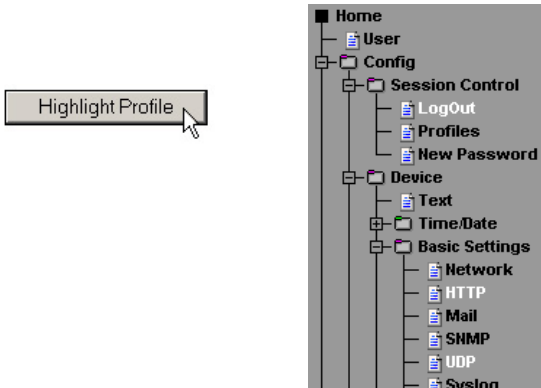 Highlight Profile
Home
User
Config
Session Control
LogOut
Profiles
New Password
Device
Text
Time/Date
Basic Settings
Network
HTTP
Mail
SNMP
UDP
Syslog